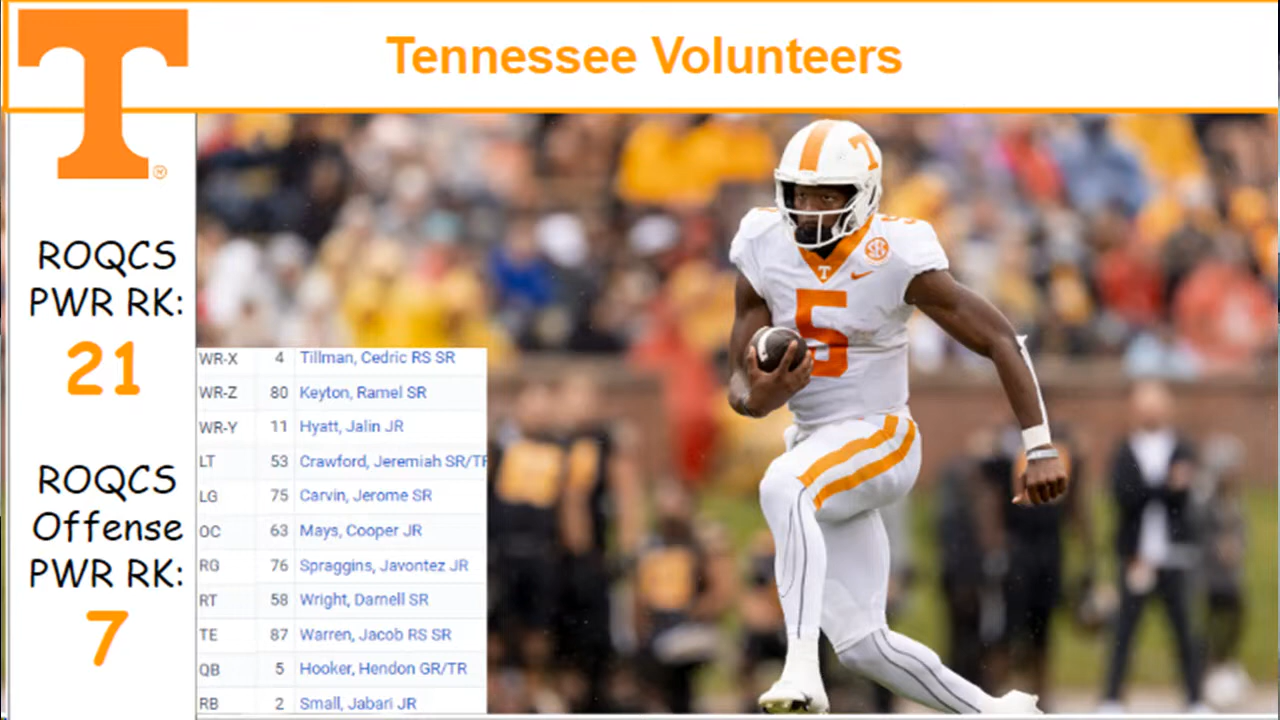 Tennessee Volunteers
T
®
ROQCS
PWR RK:
21
ROQCS
Offense
PWR RK:
7
WR-X 4 Tillman, Cedric RS SR
WR-Z 80 Keyton, Ramel SR
WR-Y 11 Hyatt, Jalin JR
LT 53 Crawford, Jeremiah SR/TR
LG 75 Carvin, Jerome SR
OC 63 Mays, Cooper JR
RG 76 Spraggins, Javontez JR
RT 58 Wright, Darnell SR
TE 87 Warren, Jacob RS SR
QB 5 Hooker, Hendon GR/TR
RB 2 Small, Jabari JR
T
5
SEC
T
5